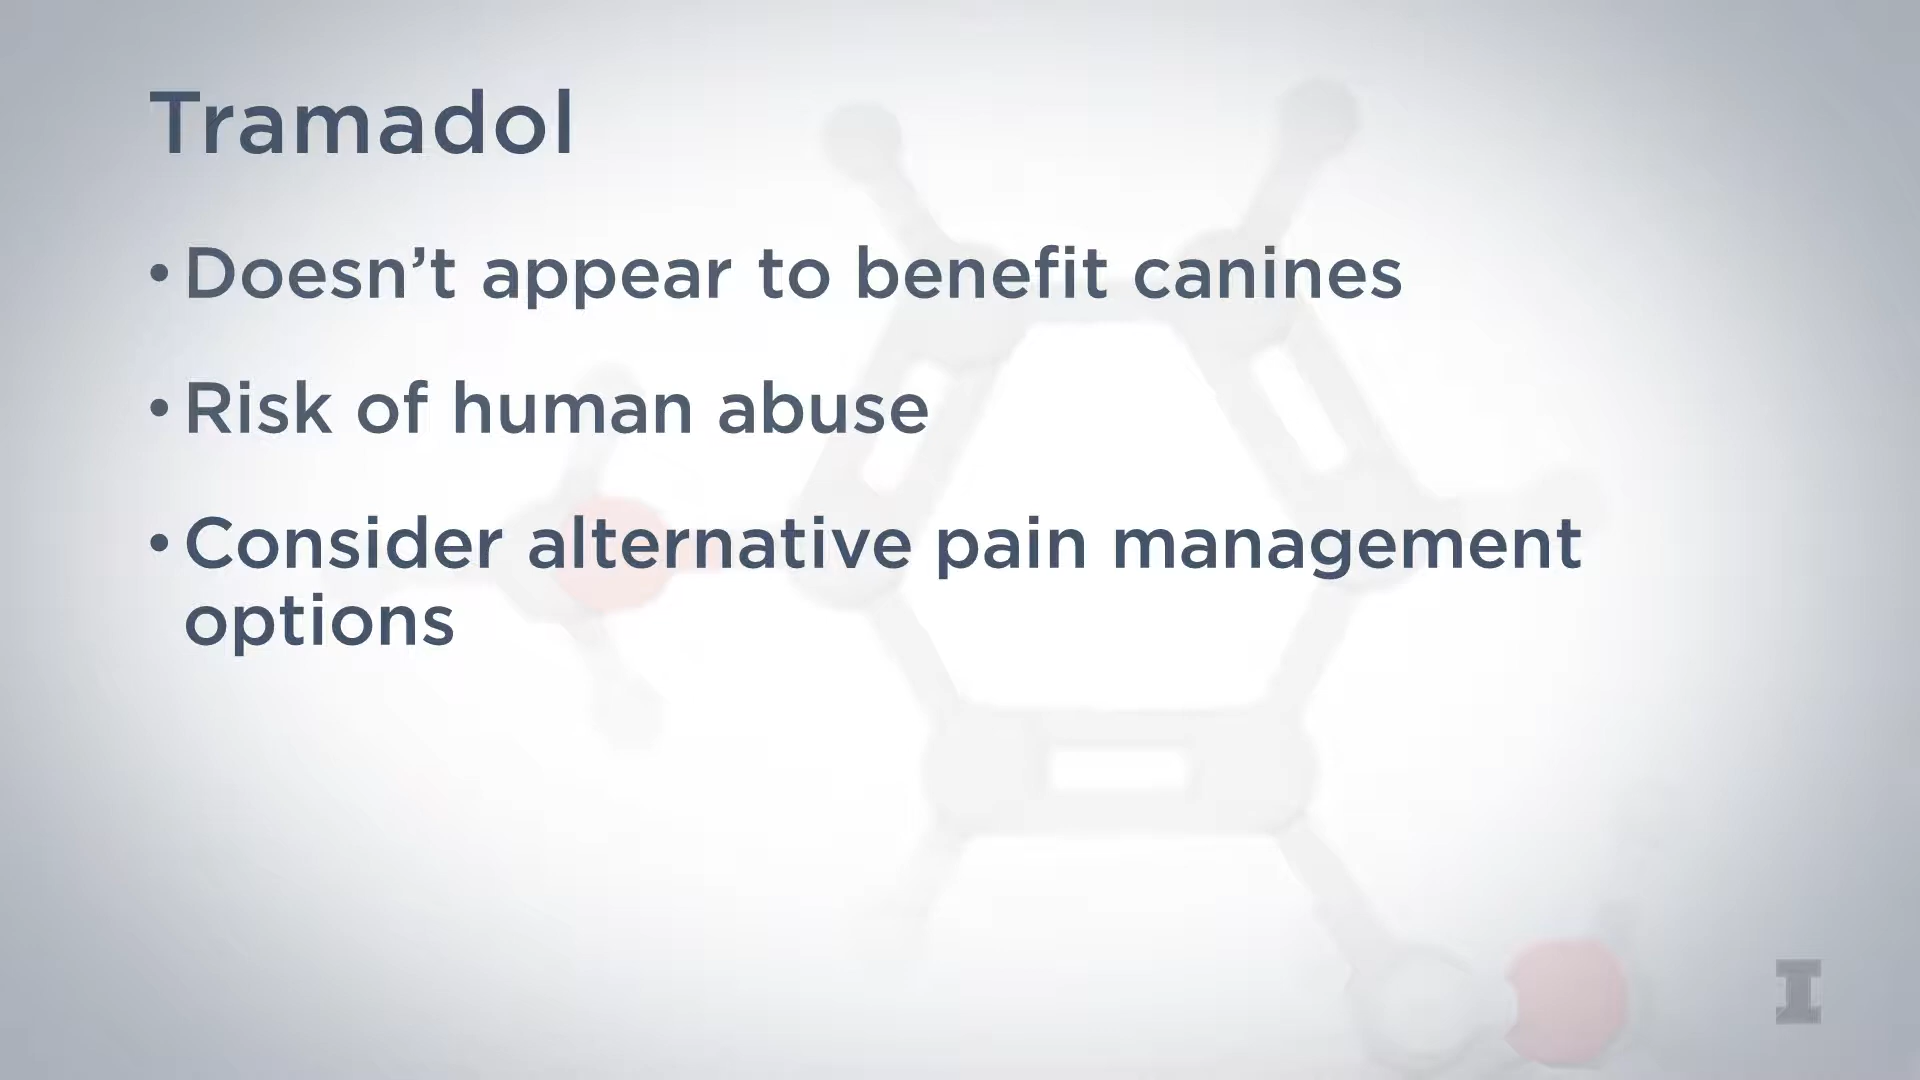 Tramadol
• Doesn’t appear to benefit canines
• Risk of human abuse
• Consider alternative pain management
options
I